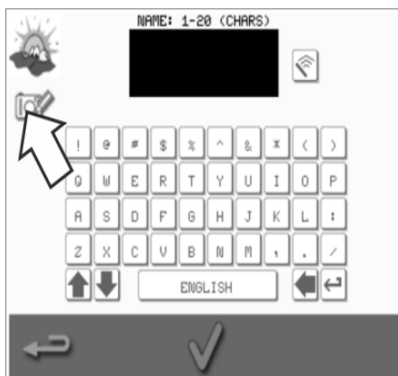 NAME: 1-20 (CHARS)
! @ # $ % ^ & * ( )
Q W E R T Y U I O P
A S D F G H J K L :
Z X C V B N M , . /
ENGLISH